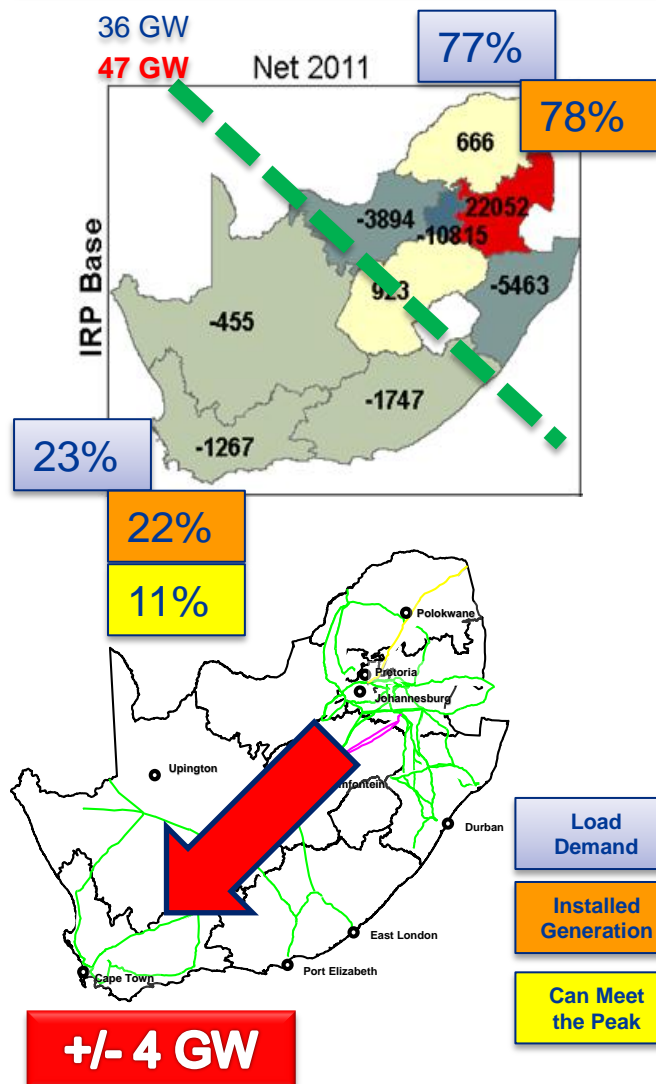 36 GW
47 GW
Net 2011
77%
78%
IRP Base
666
22052
-3894
-10815
923
-5463
-455
-1747
-1267
23%
22%
11%
Polokwane
Pretoria
Johannesburg
Upington
mfontein
Durban
East London
Port Elizabeth
Cape Town
Load
Demand
Installed
Generation
Can Meet
the Peak
+/- 4 GW